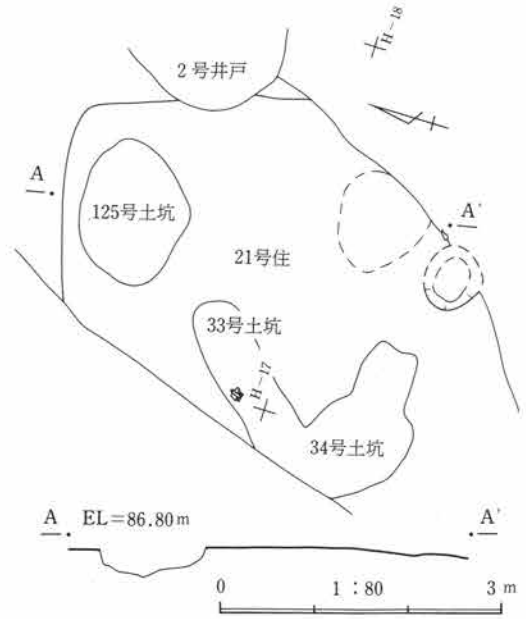 2号井戸
H-18
A
A'
125号土坑
21号住
33号土坑
H-17
34号土坑
A EL=86.80m A'
0 1:80 3m